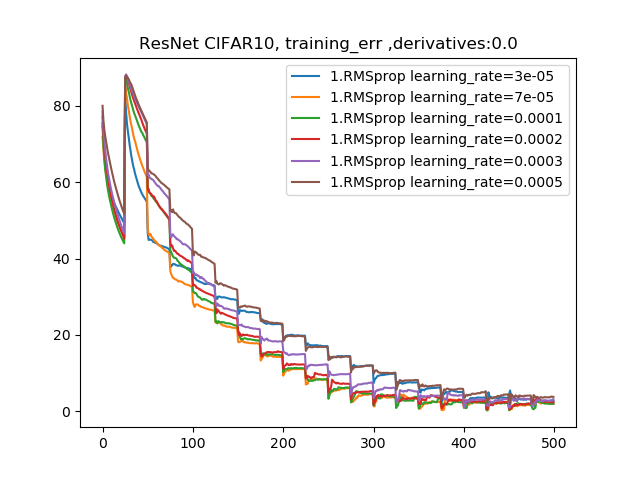 ResNet CIFAR10, training_err ,derivatives:0.0
1.RMSprop learning_rate=3e-05
1.RMSprop learning_rate=7e-05
1.RMSprop learning_rate=0.0001
1.RMSprop learning_rate=0.0002
1.RMSprop learning_rate=0.0003
1.RMSprop learning_rate=0.0005
80
60
40
20
0
0 100 200 300 400 500